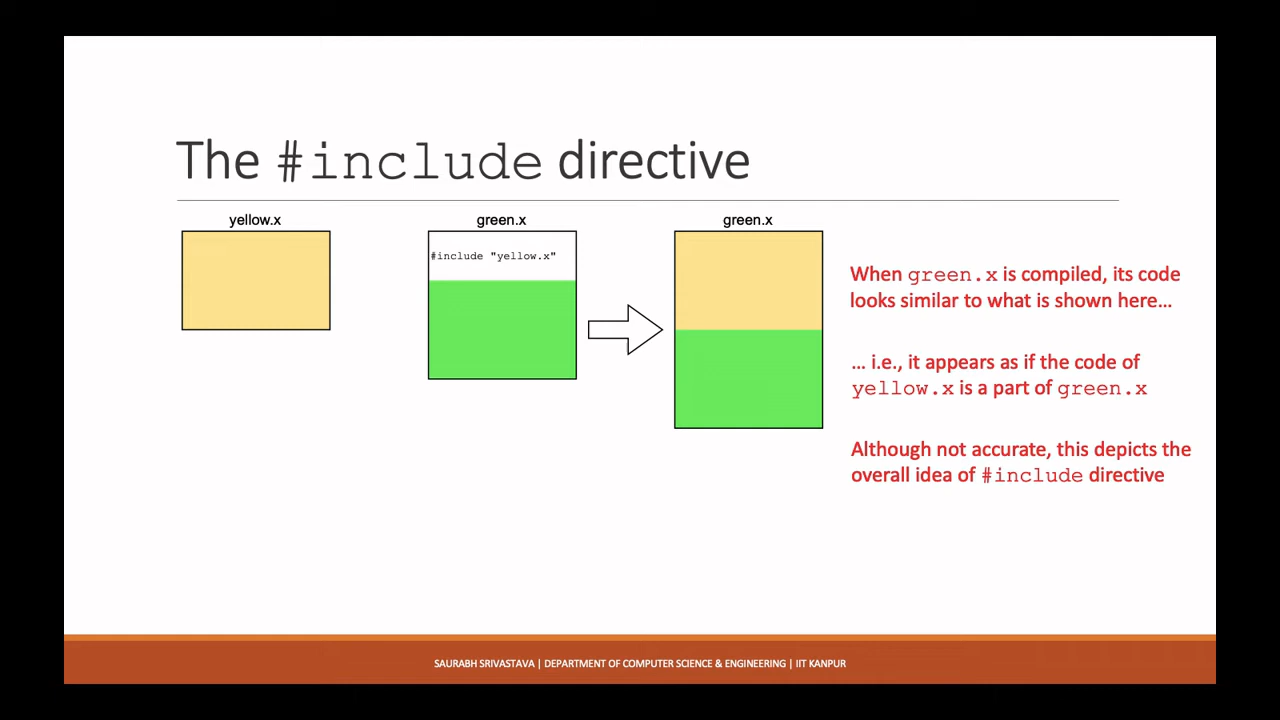 The #include directive
yellow.x
green.x
green.x
#include "yellow.x"
When green.x is compiled, its code
looks similar to what is shown here…
… i.e., it appears as if the code of
yellow.x is a part of green.x
Although not accurate, this depicts the
overall idea of #include directive
SAURABH SRIVASTAVA | DEPARTMENT OF COMPUTER SCIENCE & ENGINEERING | IIT KANPUR